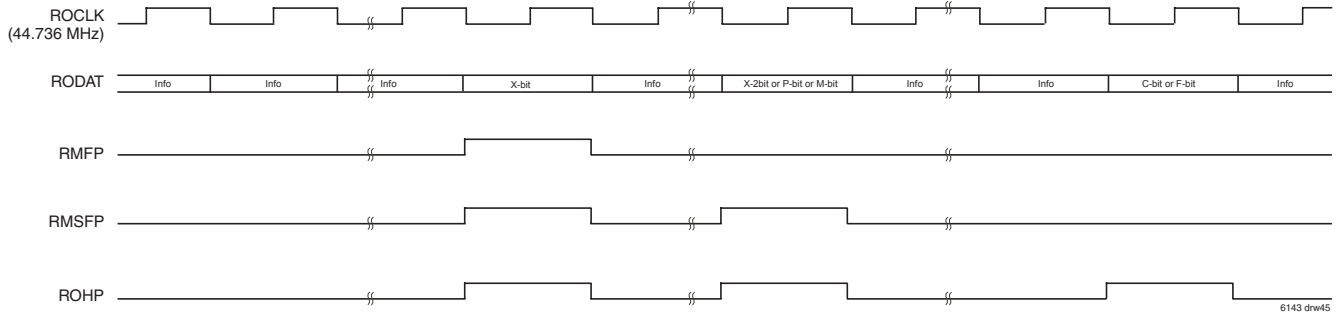 ROCLK
(44.736 MHz)
RODAT
Info
Info
Info
X-bit
Info
X-2bit or P-bit or M-bit
Info
Info
C-bit or F-bit
Info
RMFP
RMSFP
ROHP
6143 drw45